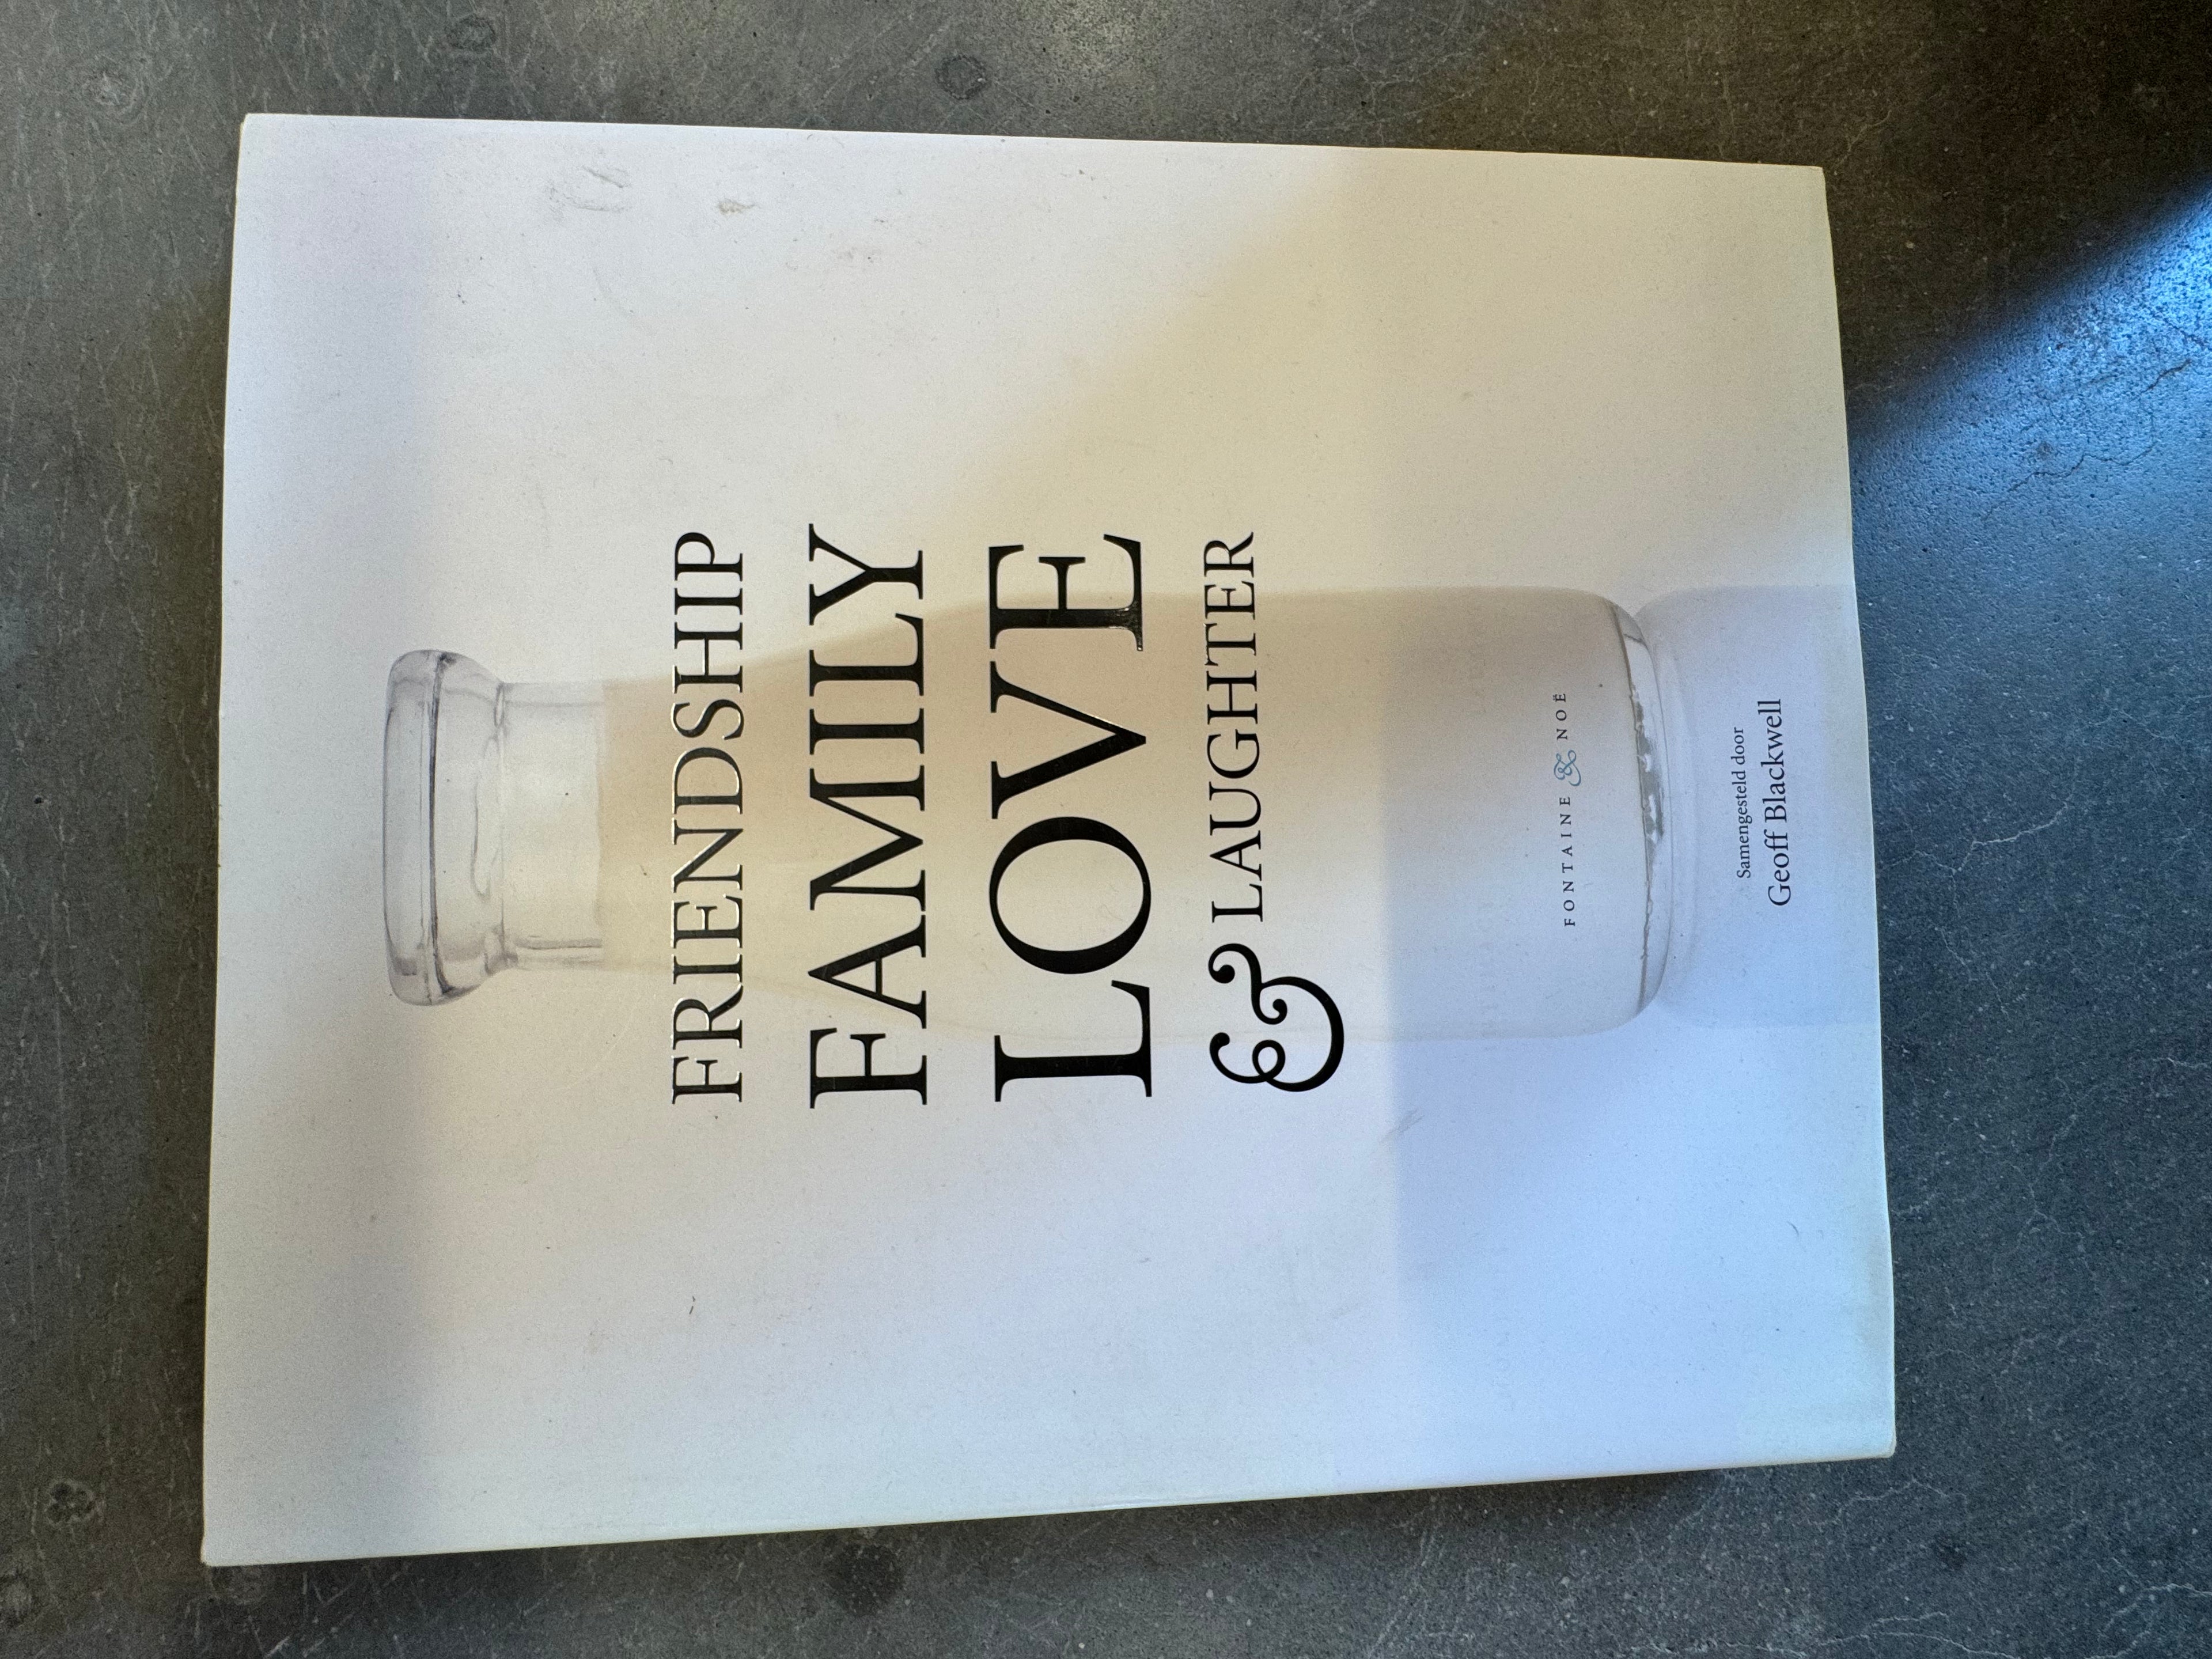 FRIENDSHIP
FAMILY
LOVE
& LAUGHTER
FONTAINE & NOË
Samengesteld door
Geoff Blackwell